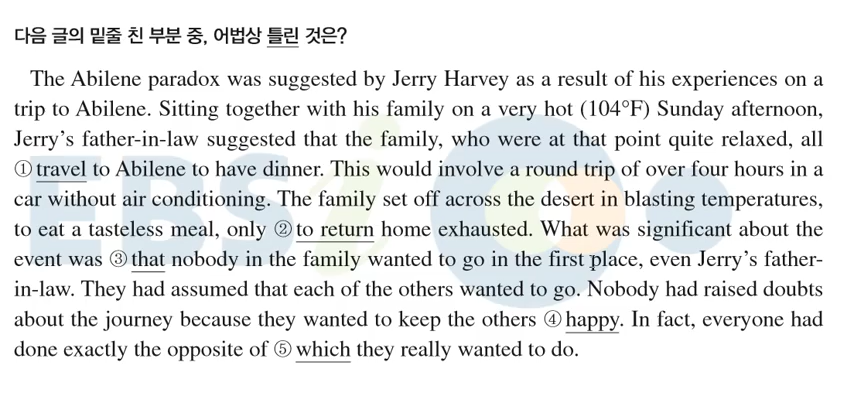 다음 글의 밑줄 친 부분 중, 어법상 틀린 것은?
The Abilene paradox was suggested by Jerry Harvey as a result of his experiences on a
trip to Abilene. Sitting together with his family on a very hot (104°F) Sunday afternoon,
Jerry's father-in-law suggested that the family, who were at that point quite relaxed, all
① travel to Abilene to have dinner. This would involve a round trip of over four hours in a
car without air conditioning. The family set off across the desert in blasting temperatures,
to eat a tasteless meal, only ② to return home exhausted. What was significant about the
event was ③ that nobody in the family wanted to go in the first place, even Jerry's father-
in-law. They had assumed that each of the others wanted to go. Nobody had raised doubts
about the journey because they wanted to keep the others ④ happy. In fact, everyone had
done exactly the opposite of ⑤ which they really wanted to do.
EBSi